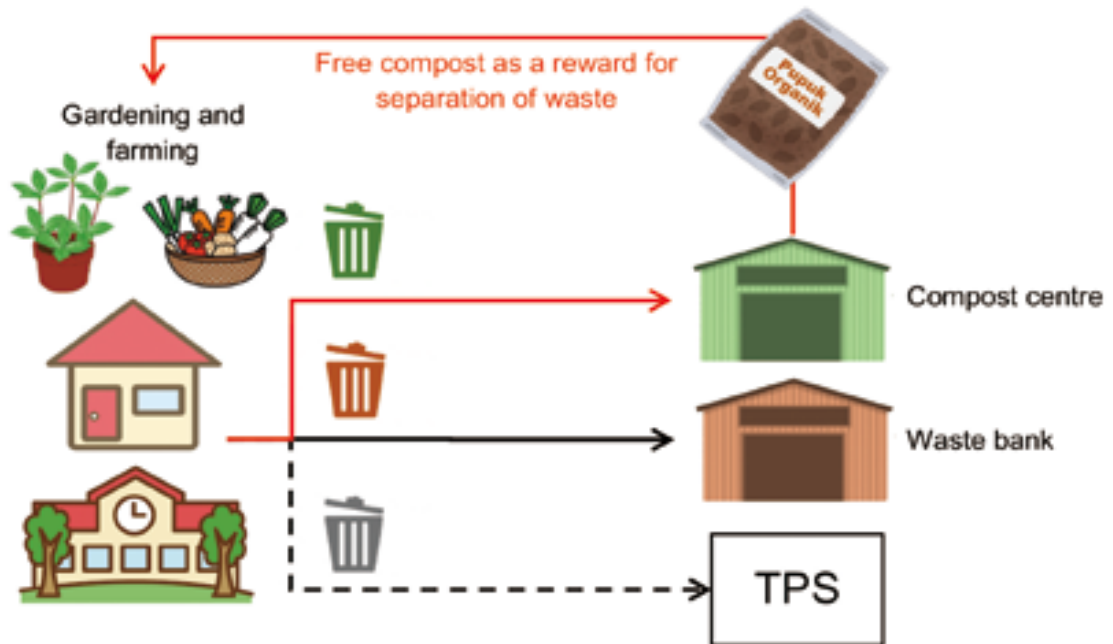 Free compost as a reward for
separation of waste
Pupuk
Organik
Gardening and
farming
Compost centre
Waste bank
TPS